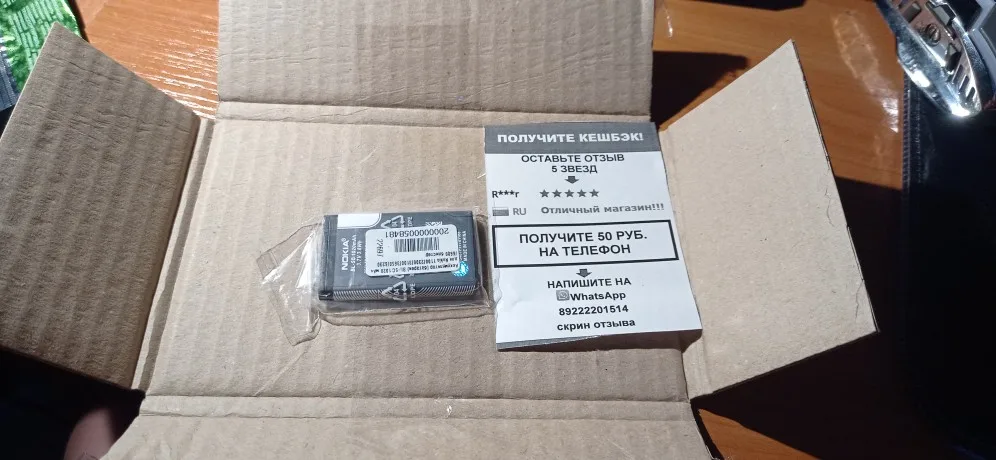 ПОЛУЧИТЕ КЕШБЭК!
ОСТАВЬТЕ ОТЗЫВ
5 ЗВЕЗД
R***r ★★★★★
RU Отличный магазин!!!
ПОЛУЧИТЕ 50 РУБ.
НА ТЕЛЕФОН
НАПИШИТЕ НА
WhatsApp
89222201514
скрин отзыва
NOKIA